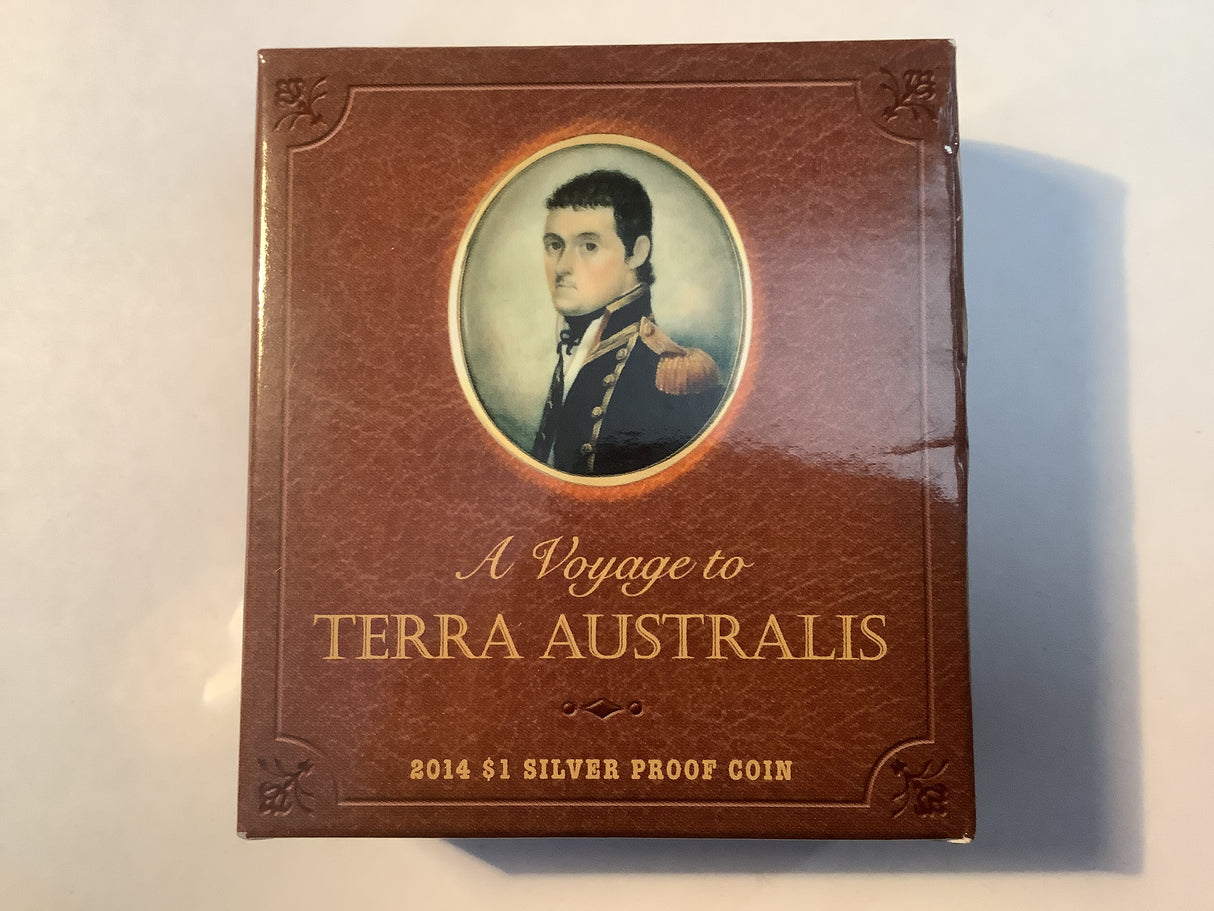 A Voyage to
TERRA AUSTRALIS
2014 $1 SILVER PROOF COIN